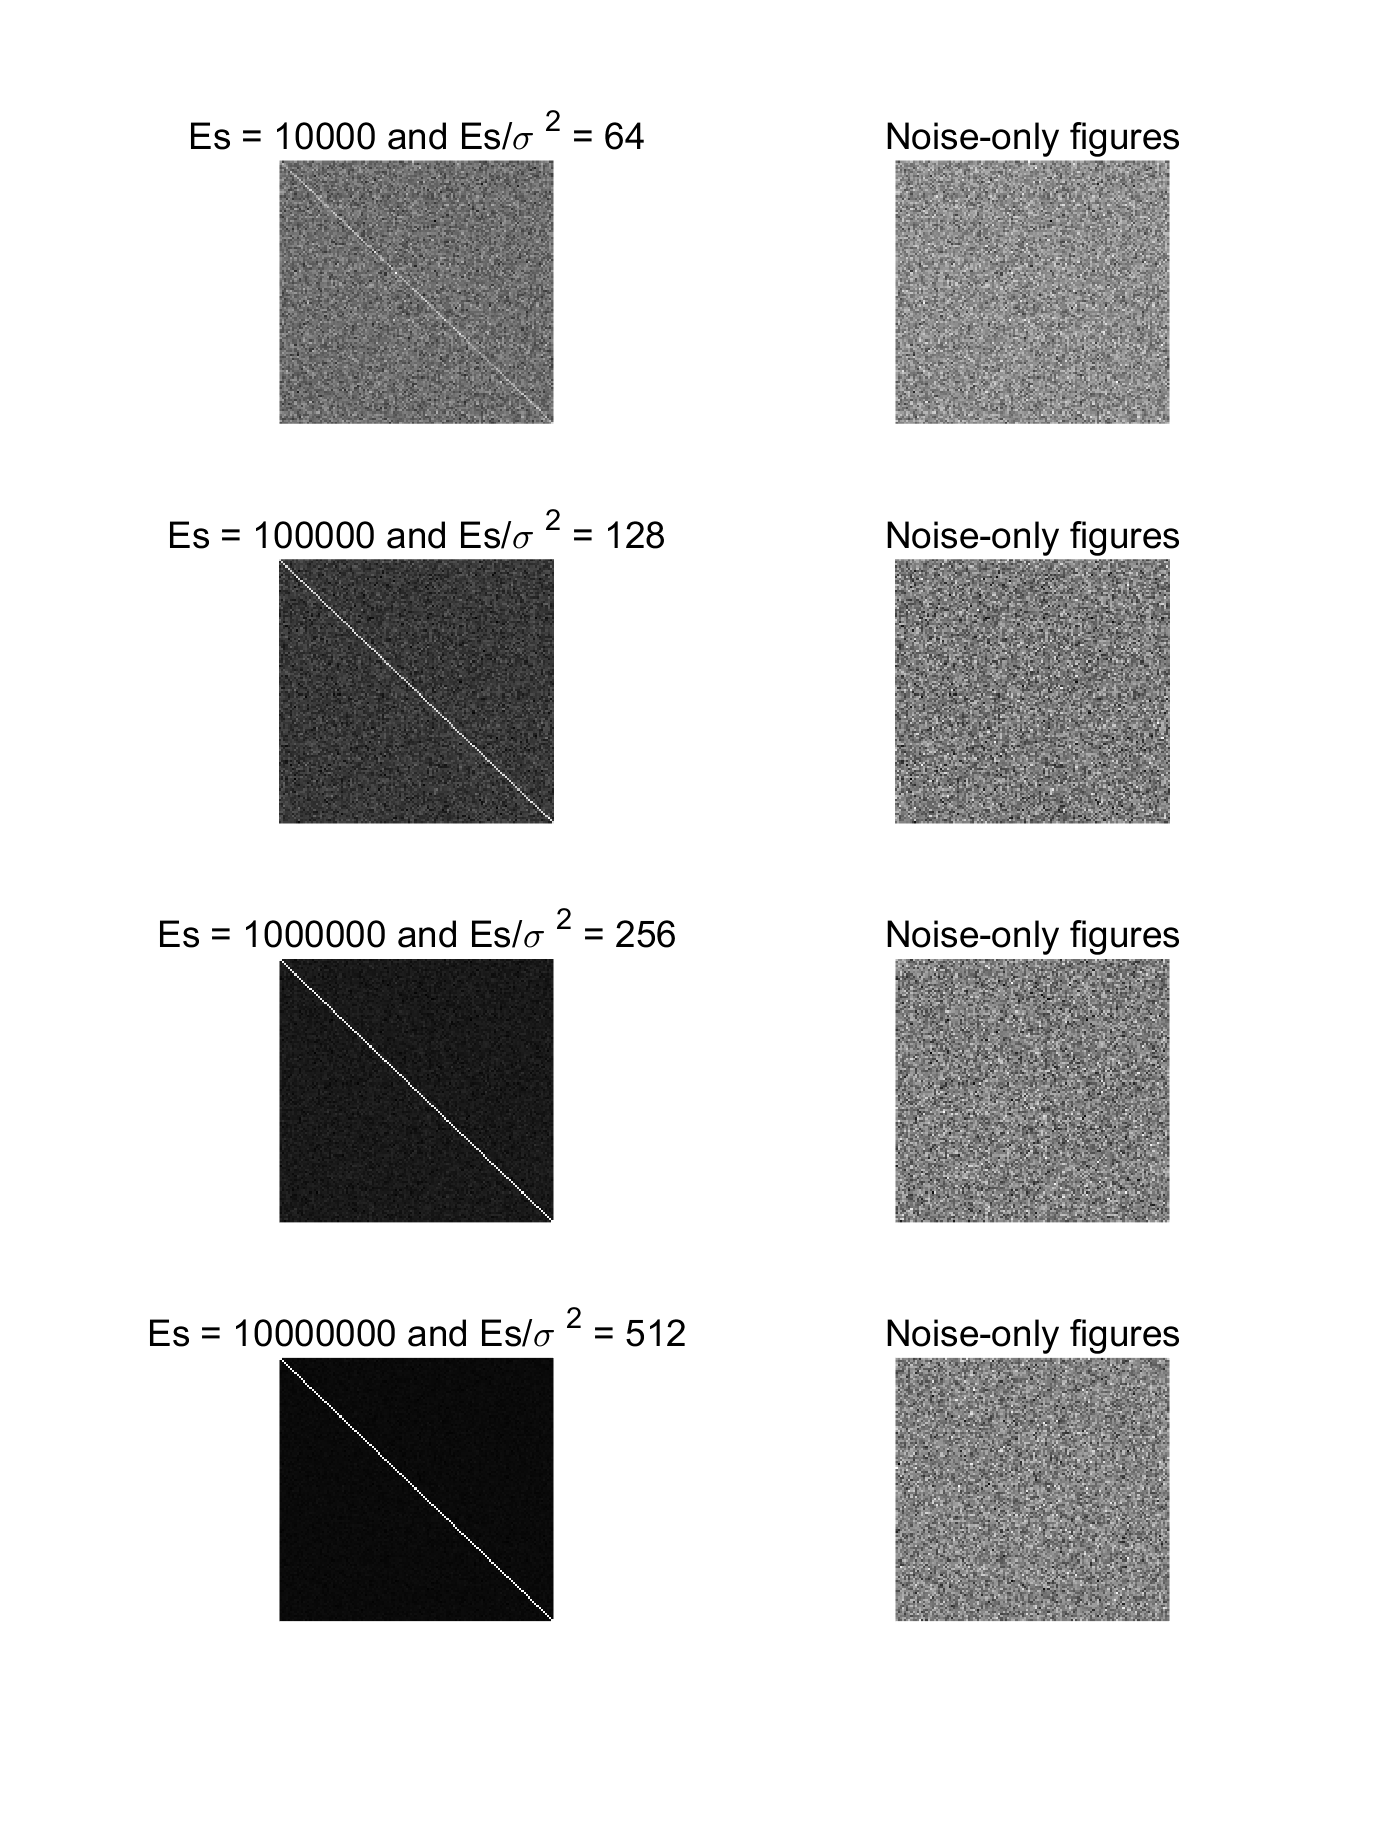 Es = 10000 and Es/σ 2 = 64
Noise-only figures
Es = 100000 and Es/σ 2 = 128
Noise-only figures
Es = 1000000 and Es/σ 2 = 256
Noise-only figures
Es = 10000000 and Es/σ 2 = 512
Noise-only figures